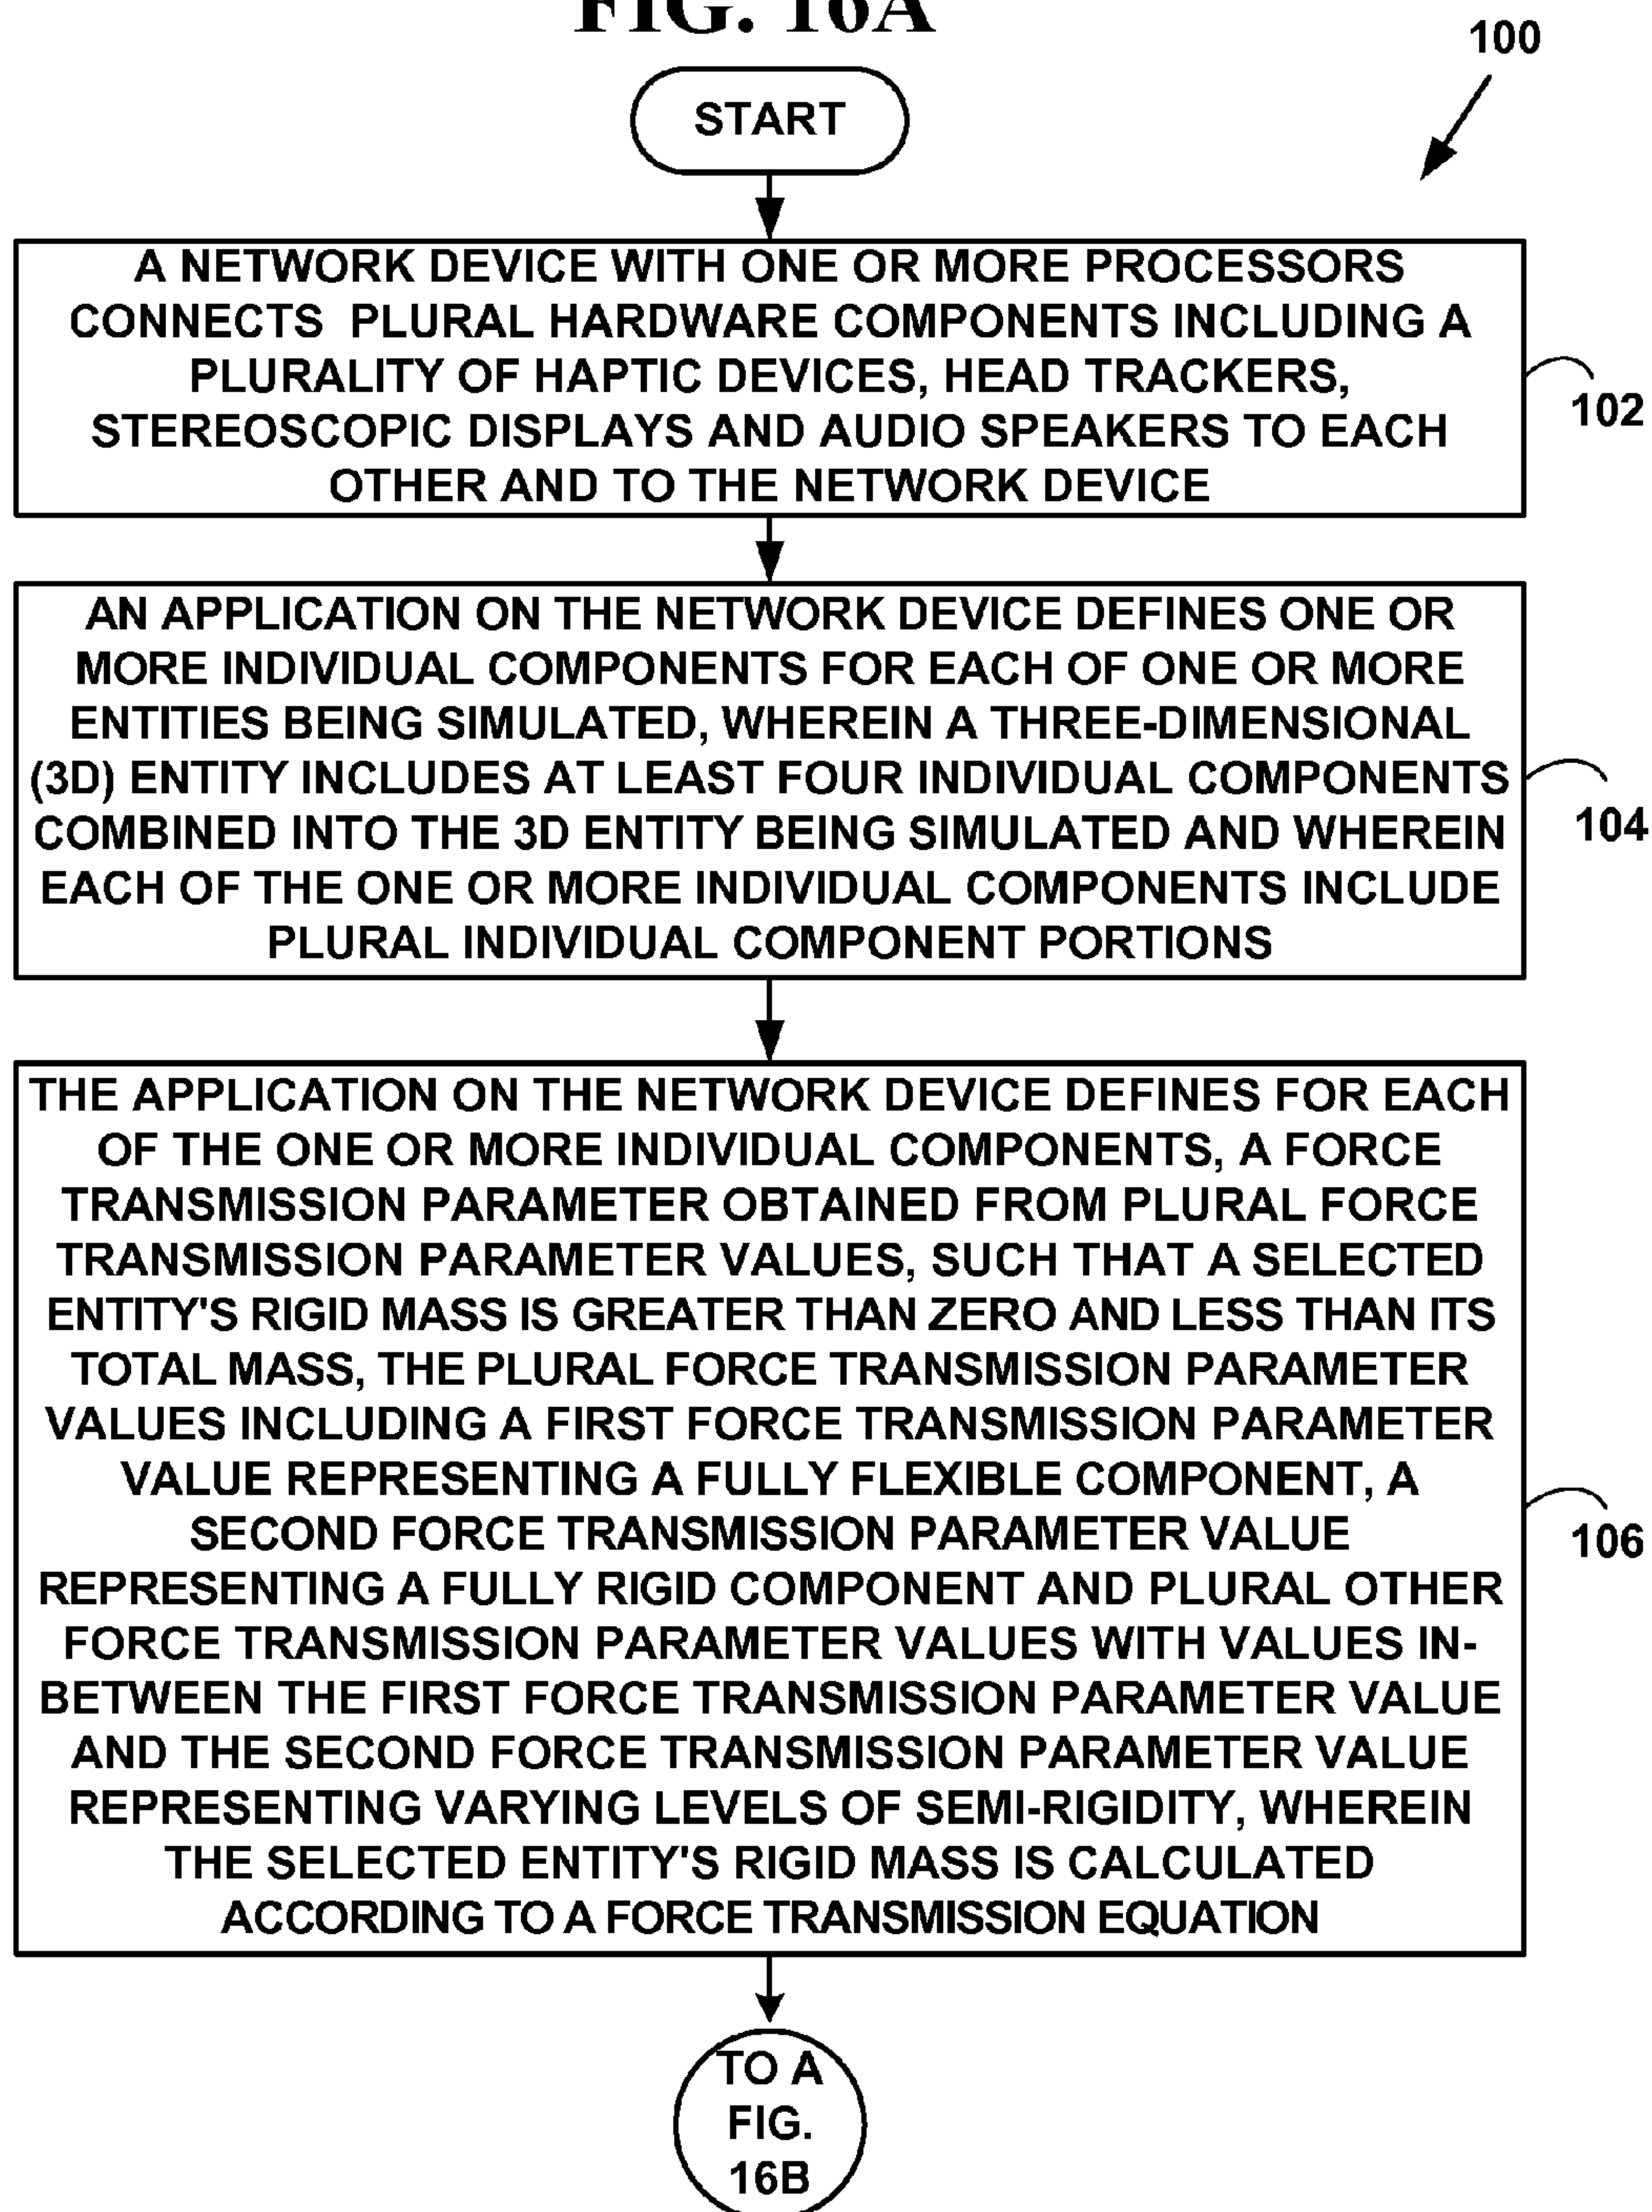 FIG. 16A
100
START
A NETWORK DEVICE WITH ONE OR MORE PROCESSORS
CONNECTS PLURAL HARDWARE COMPONENTS INCLUDING A
PLURALITY OF HAPTIC DEVICES, HEAD TRACKERS,
STEREOSCOPIC DISPLAYS AND AUDIO SPEAKERS TO EACH
OTHER AND TO THE NETWORK DEVICE
102
AN APPLICATION ON THE NETWORK DEVICE DEFINES ONE OR
MORE INDIVIDUAL COMPONENTS FOR EACH OF ONE OR MORE
ENTITIES BEING SIMULATED, WHEREIN A THREE-DIMENSIONAL
(3D) ENTITY INCLUDES AT LEAST FOUR INDIVIDUAL COMPONENTS
COMBINED INTO THE 3D ENTITY BEING SIMULATED AND WHEREIN
EACH OF THE ONE OR MORE INDIVIDUAL COMPONENTS INCLUDE
PLURAL INDIVIDUAL COMPONENT PORTIONS
104
THE APPLICATION ON THE NETWORK DEVICE DEFINES FOR EACH
OF THE ONE OR MORE INDIVIDUAL COMPONENTS, A FORCE
TRANSMISSION PARAMETER OBTAINED FROM PLURAL FORCE
TRANSMISSION PARAMETER VALUES, SUCH THAT A SELECTED
ENTITY'S RIGID MASS IS GREATER THAN ZERO AND LESS THAN ITS
TOTAL MASS, THE PLURAL FORCE TRANSMISSION PARAMETER
VALUES INCLUDING A FIRST FORCE TRANSMISSION PARAMETER
VALUE REPRESENTING A FULLY FLEXIBLE COMPONENT, A
SECOND FORCE TRANSMISSION PARAMETER VALUE
REPRESENTING A FULLY RIGID COMPONENT AND PLURAL OTHER
FORCE TRANSMISSION PARAMETER VALUES WITH VALUES IN-
BETWEEN THE FIRST FORCE TRANSMISSION PARAMETER VALUE
AND THE SECOND FORCE TRANSMISSION PARAMETER VALUE
REPRESENTING VARYING LEVELS OF SEMI-RIGIDITY, WHEREIN
THE SELECTED ENTITY'S RIGID MASS IS CALCULATED
ACCORDING TO A FORCE TRANSMISSION EQUATION
106
TO A
FIG.
16B